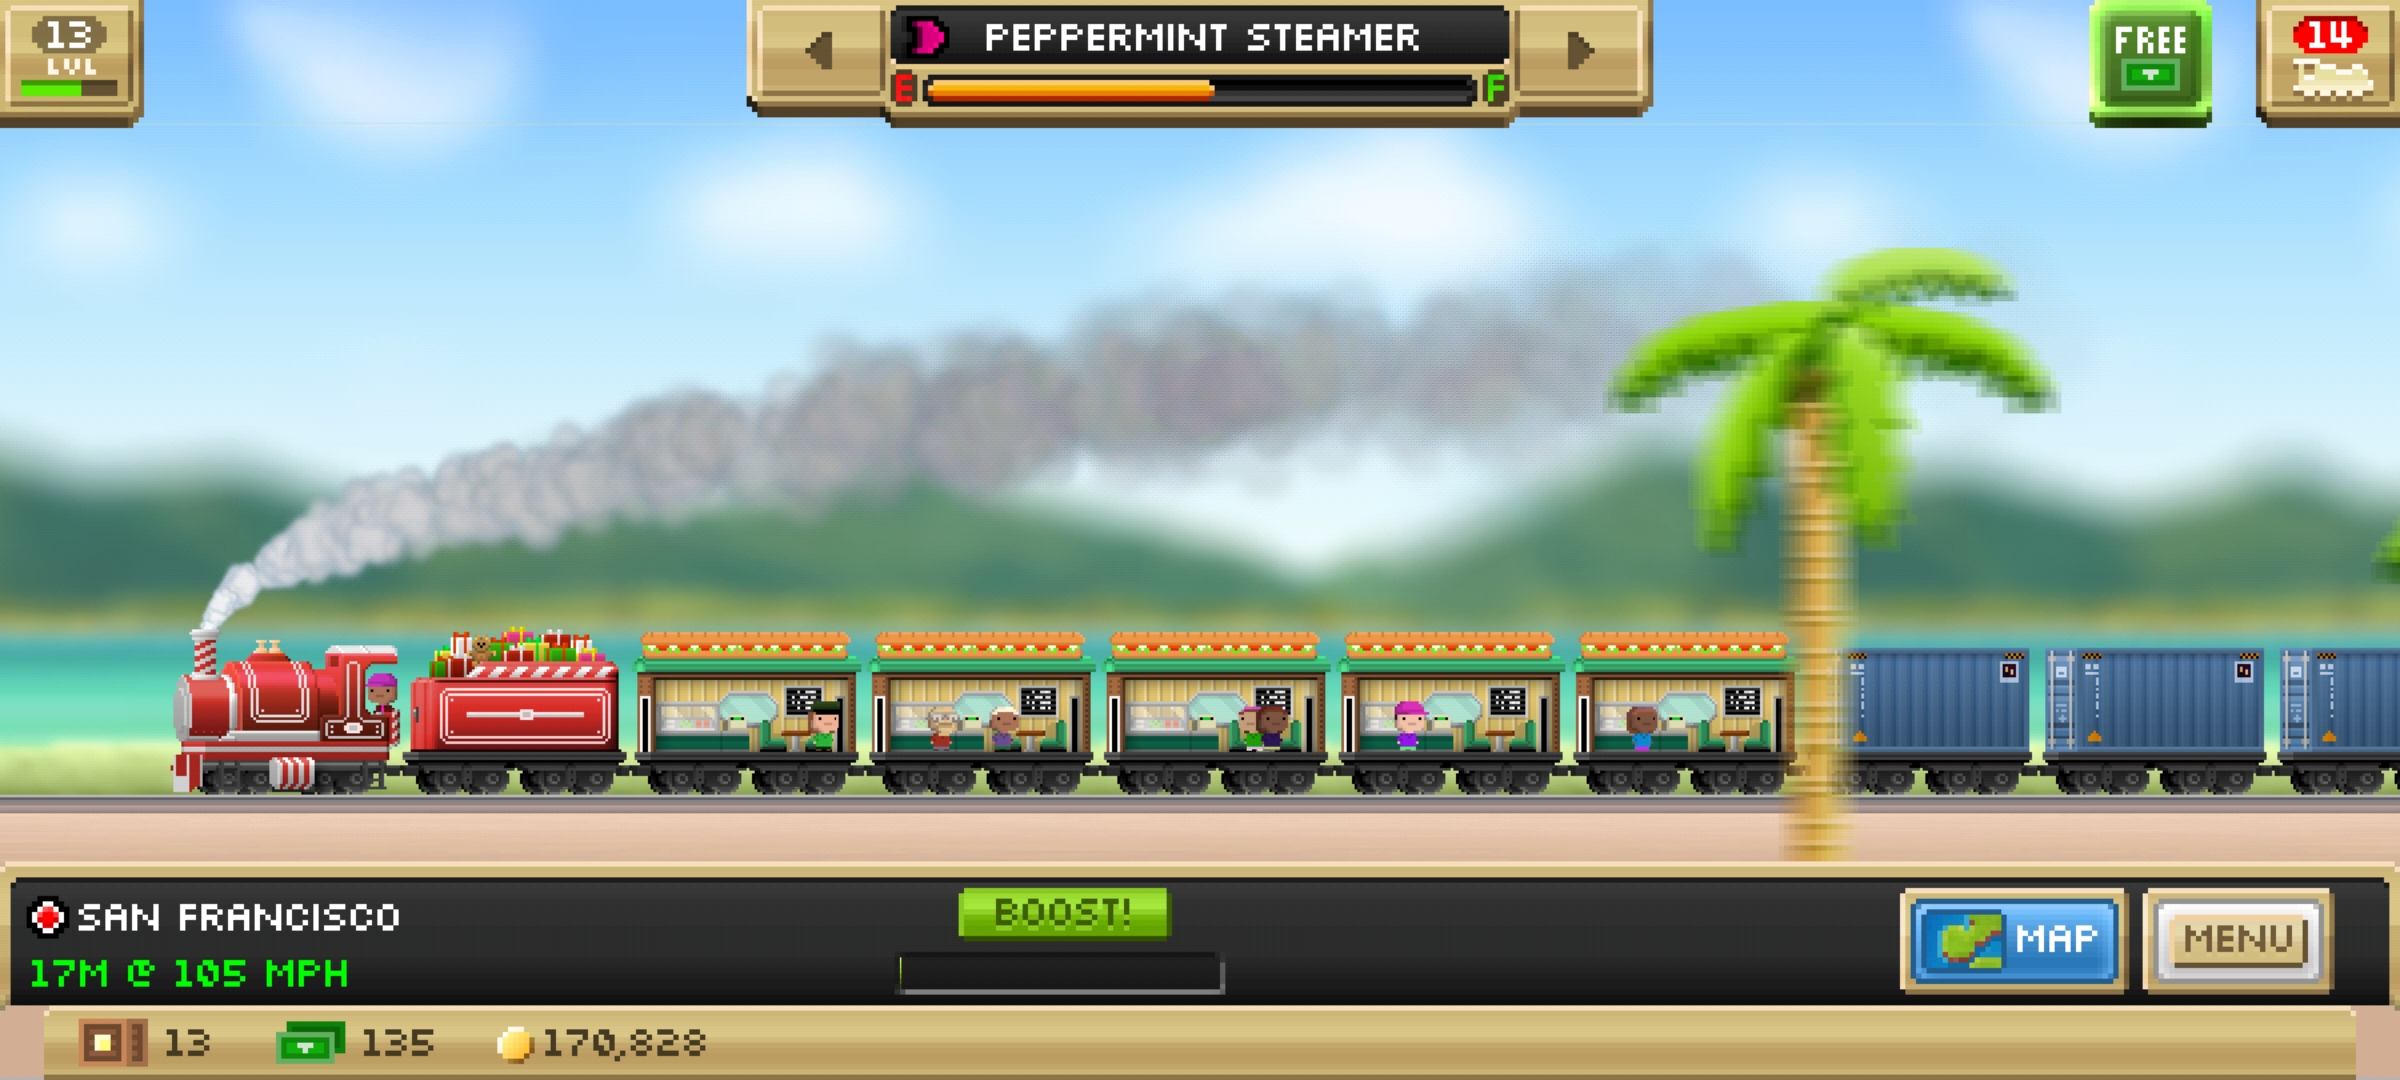 13
LVL
PEPPERMINT STEAMER
E F
FREE
14
SAN FRANCISCO
17M @ 105 MPH
BOOST!
MAP
MENU
13
135
170,828